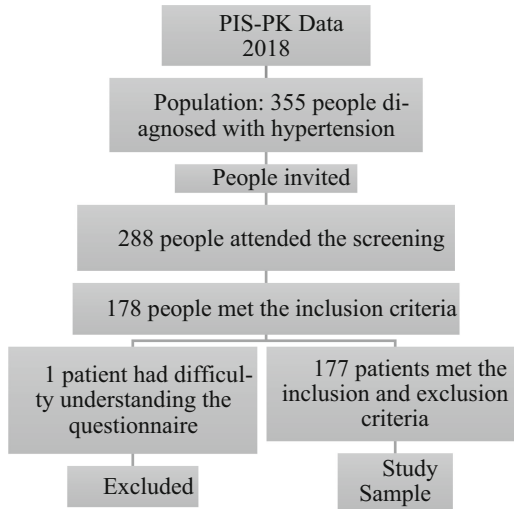 PIS-PK Data
2018
Population: 355 people di-
agnosed with hypertension
People invited
288 people attended the screening
178 people met the inclusion criteria
1 patient had difficul-
ty understanding the
questionnaire
177 patients met the
inclusion and exclusion
criteria
Excluded
Study
Sample